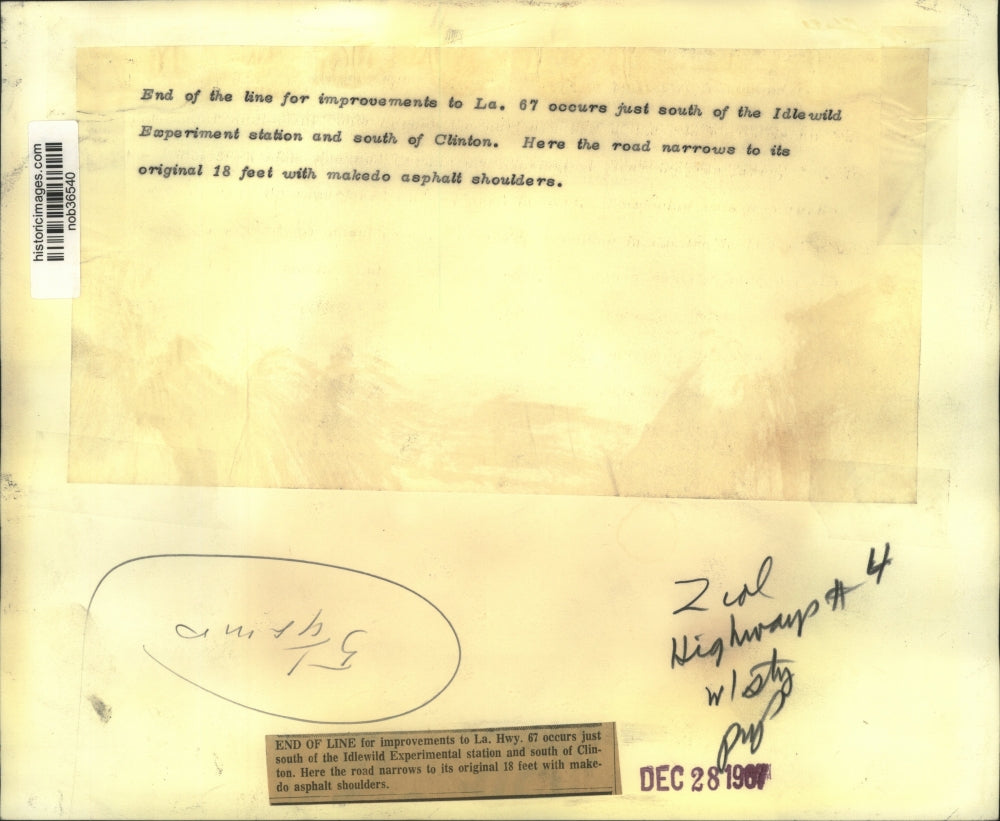 End of the line for improvements to La. 67 occurs just south of the Idlewild
Experiment station and south of Clinton. Here the road narrows to its
original 18 feet with makedo asphalt shoulders.
historicimages.com
nob36540
2 col
Highways # 4
w/sty
END OF LINE for improvements to La. Hwy. 67 occurs just
south of the Idlewild Experimental station and south of Clin-
ton. Here the road narrows to its original 18 feet with make-
do asphalt shoulders.
DEC 28 1967